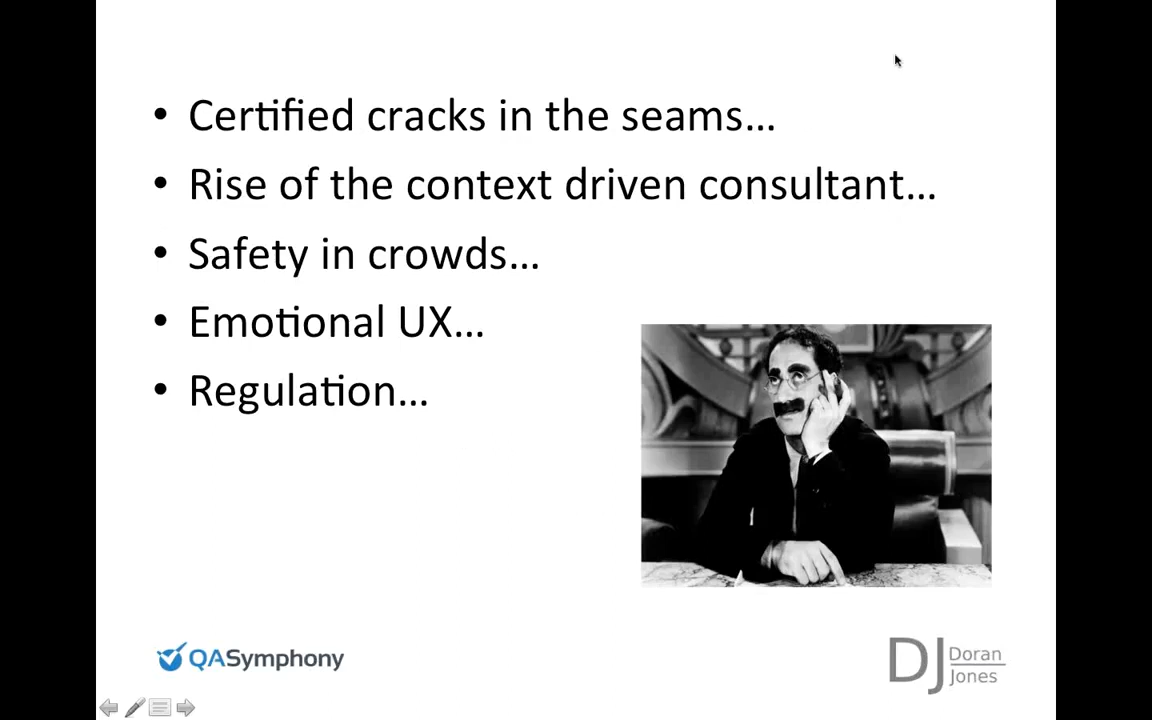 • Certified cracks in the seams…
• Rise of the context driven consultant…
• Safety in crowds…
• Emotional UX…
• Regulation…
QASymphony
DJ Doran
Jones